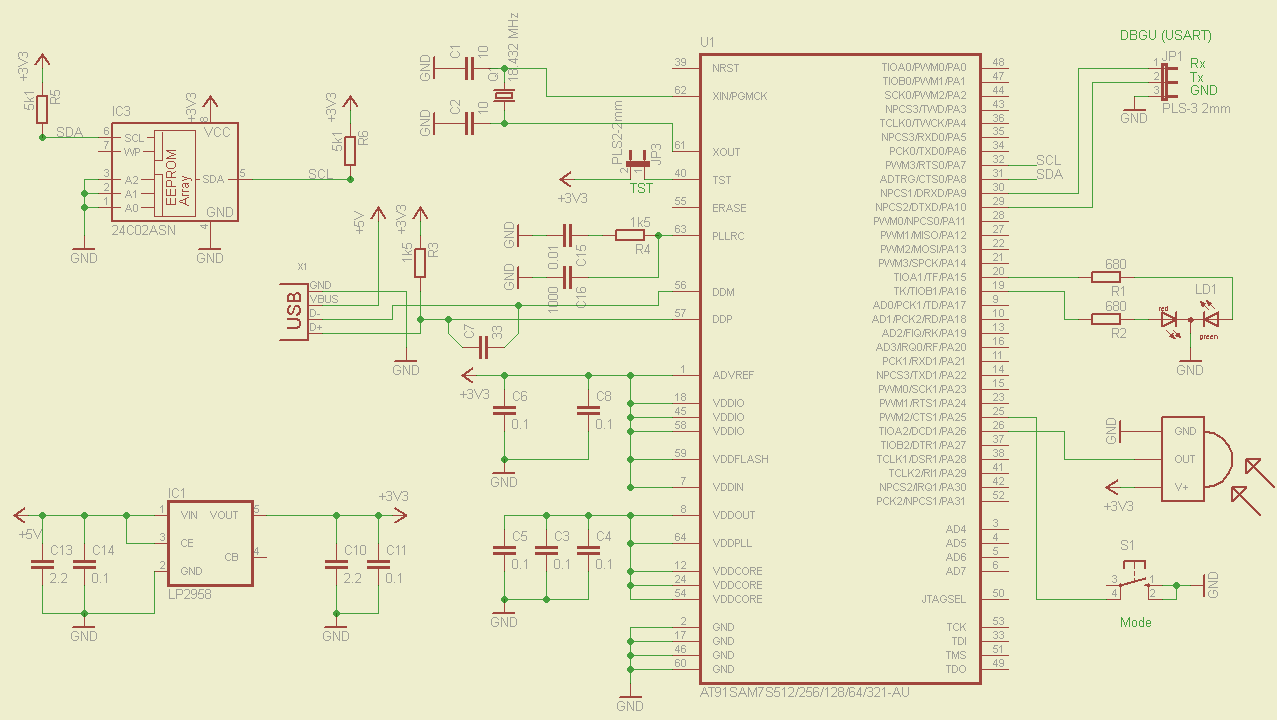 DBGU (USART)
JP1
1 Rx
2 Tx
3 GND
PLS-3 2mm
GND
+3V3
5k1
R5
SDA
IC3
+3V3
8
VCC
6 SCL
7 WP
3 A2
2 A1
1 A0
EEPROM
Array
SDA 5
GND
4
24C02ASN
GND
GND
+3V3
5k1
R6
SCL
GND
C1
10
Q1
18.432 MHz
GND
C2
10
PLS2-2mm
JP3
2 1
TST
+3V3
+5V
+3V3
1k5
R3
GND
0.01
C15
1k5
R4
GND
1000
C16
X1
USB
GND
VBUS
D-
D+
C7
33
GND
+3V3
C6
0.1
C8
0.1
GND
C5
0.1
C3
0.1
C4
0.1
GND
GND
U1
39 NRST
62 XIN/PGMCK
61 XOUT
40 TST
55 ERASE
63 PLLRC
56 DDM
57 DDP
1 ADVREF
18 VDDIO
45 VDDIO
58 VDDIO
59 VDDFLASH
7 VDDIN
8 VDDOUT
64 VDDPLL
12 VDDCORE
24 VDDCORE
54 VDDCORE
2 GND
17 GND
46 GND
60 GND
TIOA0/PWM0/PA0 48
TIOB0/PWM1/PA1 47
SCK0/PWM2/PA2 44
NPCS3/TWD/PA3 43
TCLK0/TWCK/PA4 36
NPCS3/RXD0/PA5 35
PCK0/TXD0/PA6 34
PWM3/RTS0/PA7 32 SCL
ADTRG/CTS0/PA8 31 SDA
NPCS1/DRXD/PA9 30
NPCS2/DTXD/PA10 29
PWM0/NPCS0/PA11 28
PWM1/MISO/PA12 27
PWM2/MOSI/PA13 22
PWM3/SPCK/PA14 21
TIOA1/TF/PA15 20
TK/TIOB1/PA16 19
AD0/PCK1/TD/PA17 9
AD1/PCK2/RD/PA18 10
AD2/FIQ/RK/PA19 13
AD3/IRQ0/RF/PA20 16
PCK1/RXD1/PA21 11
NPCS3/TXD1/PA22 14
PWM0/SCK1/PA23 15
PWM1/RTS1/PA24 23
PWM2/CTS1/PA25 25
TIOA2/DCD1/PA26 26
TIOB2/DTR1/PA27 37
TCLK1/DSR1/PA28 38
TCLK2/RI1/PA29 41
NPCS2/IRQ1/PA30 42
PCK2/NPCS1/PA31 52
AD4 3
AD5 4
AD6 5
AD7 6
JTAGSEL 50
TCK 53
TDI 33
TMS 51
TDO 49
AT91SAM7S512/256/128/64/321-AU
680
R1
680
R2
LD1
red
green
GND
GND
GND
OUT
V+
+3V3
S1
3 1
4 2
GND
Mode
IC1
1 VIN VOUT 5
3 CE
CB 4
2 GND
LP2958
+5V
C13
2.2
C14
0.1
GND
+3V3
C10
2.2
C11
0.1
GND